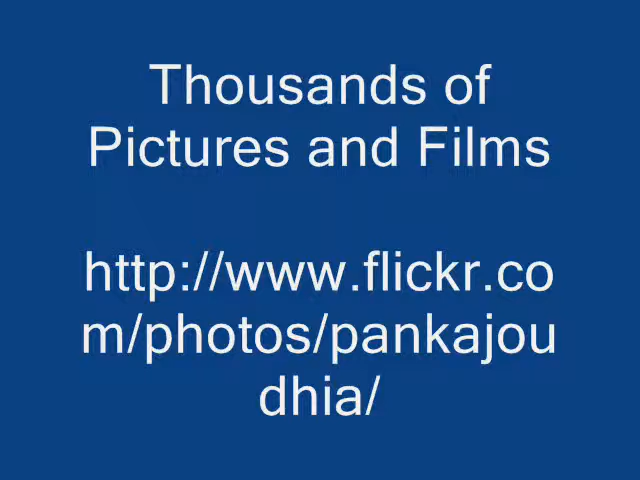 Thousands of
Pictures and Films
http://www.flickr.co
m/photos/pankajou
dhia/